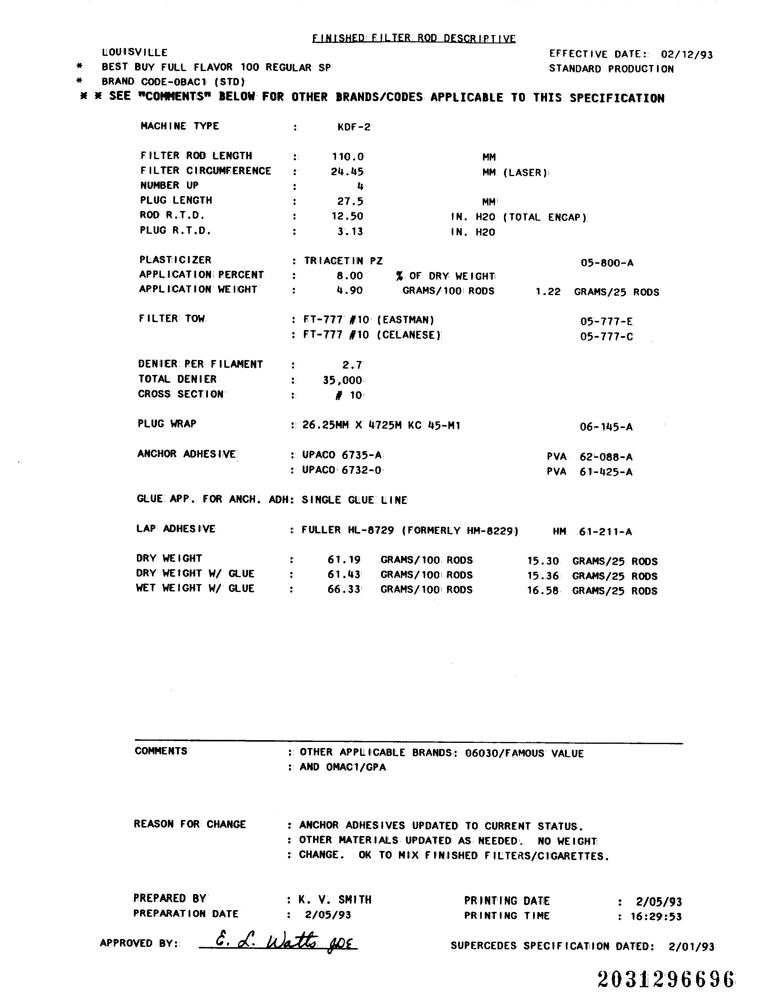 FINISHED FILTER ROD DESCRIPTIVE
LOUISVILLE EFFECTIVE DATE: 02/12/93
* BEST BUY FULL FLAVOR 100 REGULAR SP STANDARD PRODUCTION
* BRAND CODE-0BAC1 (STD)
* * SEE "COMMENTS" BELOW FOR OTHER BRANDS/CODES APPLICABLE TO THIS SPECIFICATION
MACHINE TYPE : KDF-2
FILTER ROD LENGTH : 110.0 MM
FILTER CIRCUMFERENCE : 24.45 MM (LASER)
NUMBER UP : 4
PLUG LENGTH : 27.5 MM
ROD R.T.D. : 12.50 IN. H20 (TOTAL ENCAP)
PLUG R.T.D. : 3.13 IN. H20
PLASTICIZER : TRIACETIN PZ 05-800-A
APPLICATION PERCENT : 8.00 % OF DRY WEIGHT
APPLICATION WEIGHT : 4.90 GRAMS/100 RODS 1.22 GRAMS/25 RODS
FILTER TOW : FT-777 #10 (EASTMAN) 05-777-E
: FT-777 #10 (CELANESE) 05-777-C
DENIER PER FILAMENT : 2.7
TOTAL DENIER : 35,000
CROSS SECTION : # 10
PLUG WRAP : 26.25MM X 4725M KC 45-M1 06-145-A
ANCHOR ADHESIVE : UPACO 6735-A PVA 62-088-A
: UPACO 6732-0 PVA 61-425-A
GLUE APP. FOR ANCH. ADH: SINGLE GLUE LINE
LAP ADHESIVE : FULLER HL-8729 (FORMERLY HM-8229) HM 61-211-A
DRY WEIGHT : 61.19 GRAMS/100 RODS 15.30 GRAMS/25 RODS
DRY WEIGHT W/ GLUE : 61.43 GRAMS/100 RODS 15.36 GRAMS/25 RODS
WET WEIGHT W/ GLUE : 66.33 GRAMS/100 RODS 16.58 GRAMS/25 RODS
COMMENTS : OTHER APPLICABLE BRANDS: 06030/FAMOUS VALUE
: AND OMAC1/GPA
REASON FOR CHANGE : ANCHOR ADHESIVES UPDATED TO CURRENT STATUS.
: OTHER MATERIALS UPDATED AS NEEDED. NO WEIGHT
: CHANGE. OK TO MIX FINISHED FILTERS/CIGARETTES.
PREPARED BY : K. V. SMITH PRINTING DATE : 2/05/93
PREPARATION DATE : 2/05/93 PRINTING TIME : 16:29:53
APPROVED BY: E. L. Watts SUPERCEDES SPECIFICATION DATED: 2/01/93
2031296696